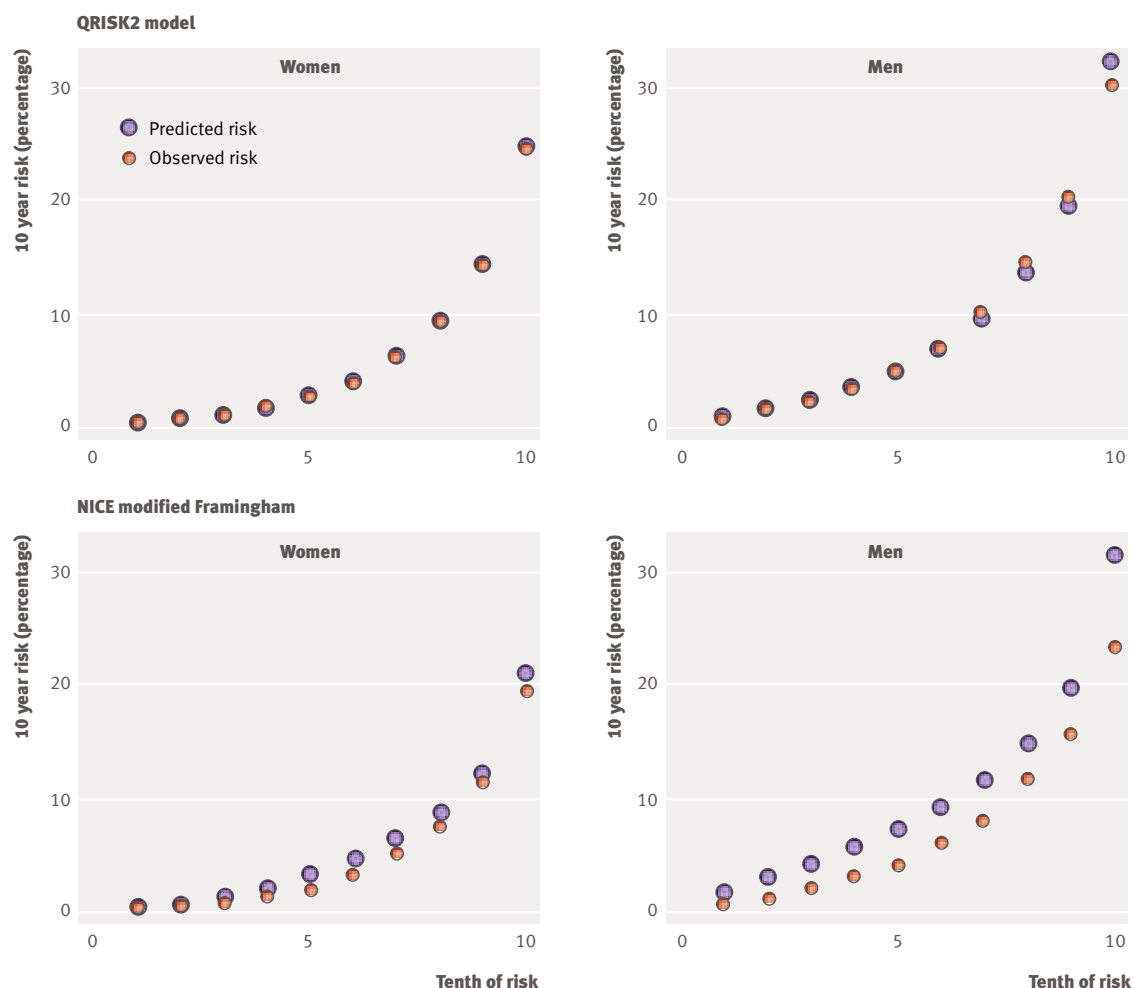 QRISK2 model
10 year risk (percentage)
Women
Predicted risk
Observed risk
30
20
10
0
0 5 10
10 year risk (percentage)
Men
30
20
10
0
0 5 10
NICE modified Framingham
10 year risk (percentage)
Women
30
20
10
0
0 5 10
Tenth of risk
10 year risk (percentage)
Men
30
20
10
0
0 5 10
Tenth of risk